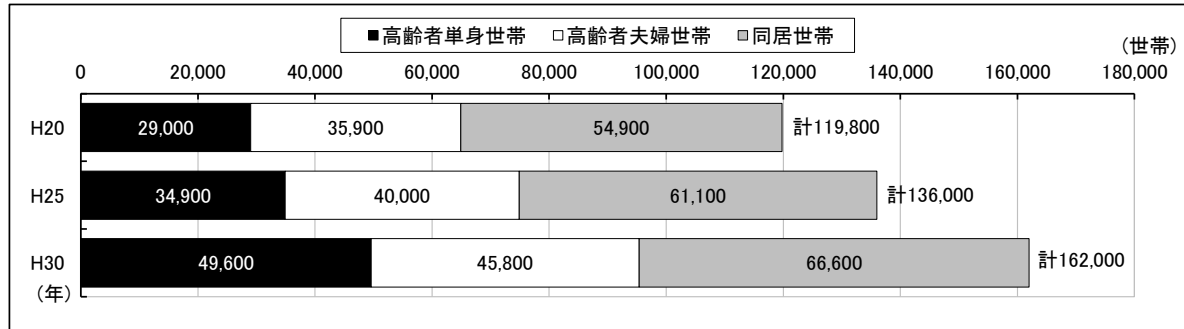 ■高齢者単身世帯 □高齢者夫婦世帯 ■同居世帯
(世帯)
0 20,000 40,000 60,000 80,000 100,000 120,000 140,000 160,000 180,000
H20 29,000 35,900 54,900 計119,800
H25 34,900 40,000 61,100 計136,000
H30 49,600 45,800 66,600 計162,000
(年)